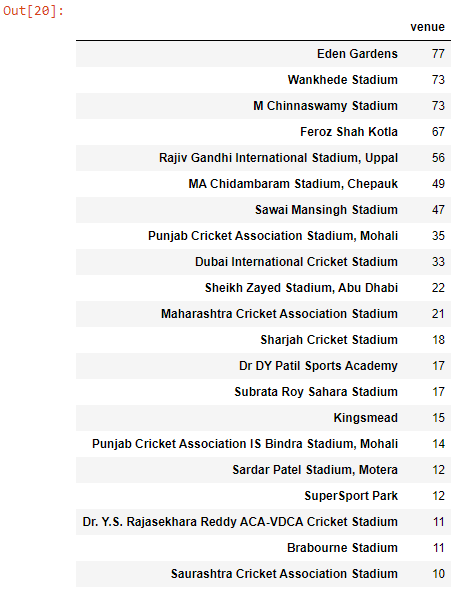 Out[20]:
venue
Eden Gardens 77
Wankhede Stadium 73
M Chinnaswamy Stadium 73
Feroz Shah Kotla 67
Rajiv Gandhi International Stadium, Uppal 56
MA Chidambaram Stadium, Chepauk 49
Sawai Mansingh Stadium 47
Punjab Cricket Association Stadium, Mohali 35
Dubai International Cricket Stadium 33
Sheikh Zayed Stadium, Abu Dhabi 22
Maharashtra Cricket Association Stadium 21
Sharjah Cricket Stadium 18
Dr DY Patil Sports Academy 17
Subrata Roy Sahara Stadium 17
Kingsmead 15
Punjab Cricket Association IS Bindra Stadium, Mohali 14
Sardar Patel Stadium, Motera 12
SuperSport Park 12
Dr. Y.S. Rajasekhara Reddy ACA-VDCA Cricket Stadium 11
Brabourne Stadium 11
Saurashtra Cricket Association Stadium 10